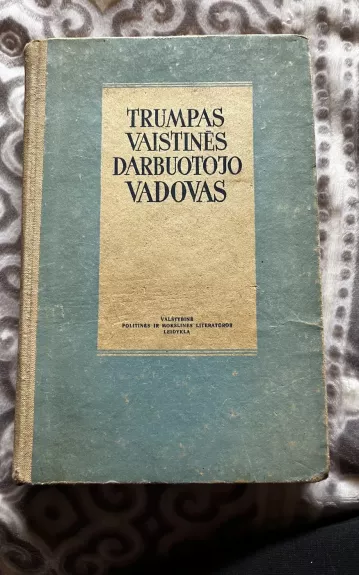 TRUMPAS
VAISTINĖS
DARBUOTOJO
VADOVAS
VALSTYBINĖ
POLITINĖS IR MOKSLINĖS LITERATŪROS
LEIDYKLA